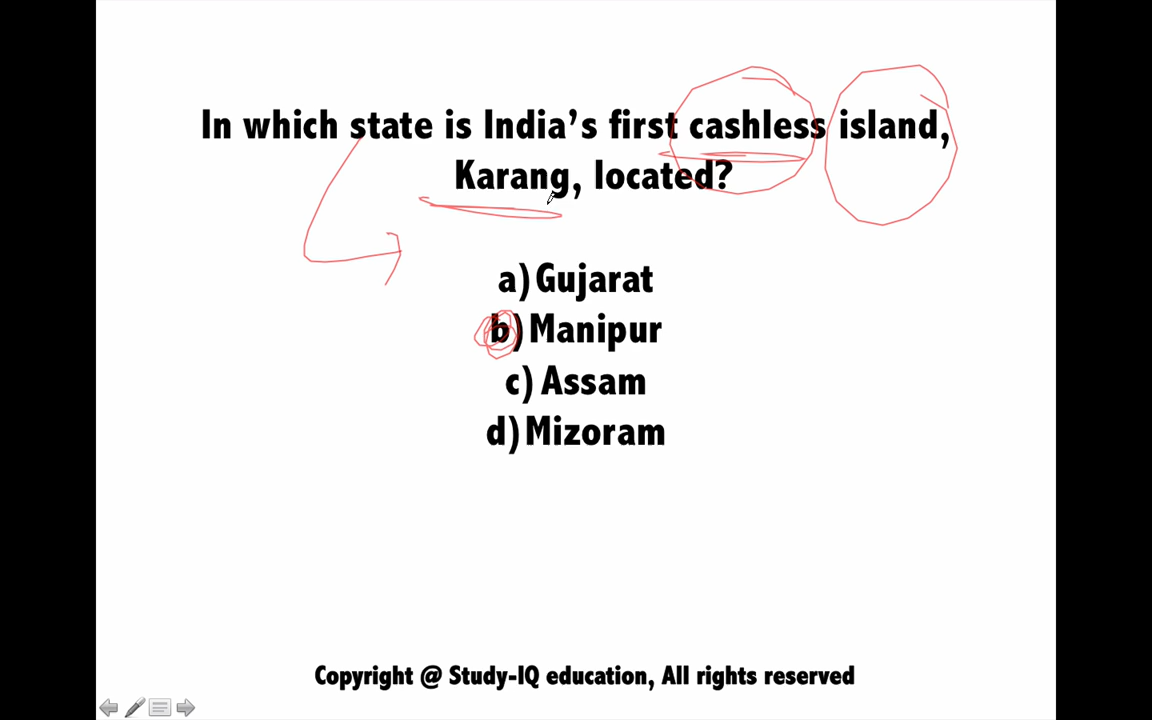 In which state is India's first cashless island,
Karang, located?
a) Gujarat
b) Manipur
c) Assam
d) Mizoram
Copyright @ Study-IQ education, All rights reserved